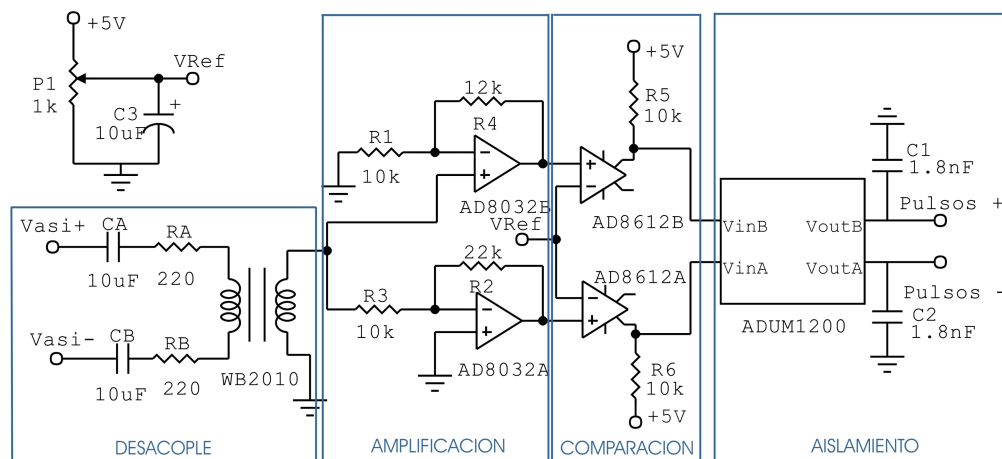 +5V
VRef
P1
1k
C3
+
10uF
Vasi+
CA
RA
10uF
220
Vasi-
CB
RB
10uF
220
WB2010
DESACOPLE
12k
R1
R4
10k
AD8032B
22k
R3
R2
10k
AD8032A
AMPLIFICACION
+5V
R5
10k
AD8612B
VRef
AD8612A
R6
10k
+5V
COMPARACION
C1
1.8nF
Pulsos +
VinB
VoutB
VinA
VoutA
Pulsos -
C2
1.8nF
ADUM1200
AISLAMIENTO